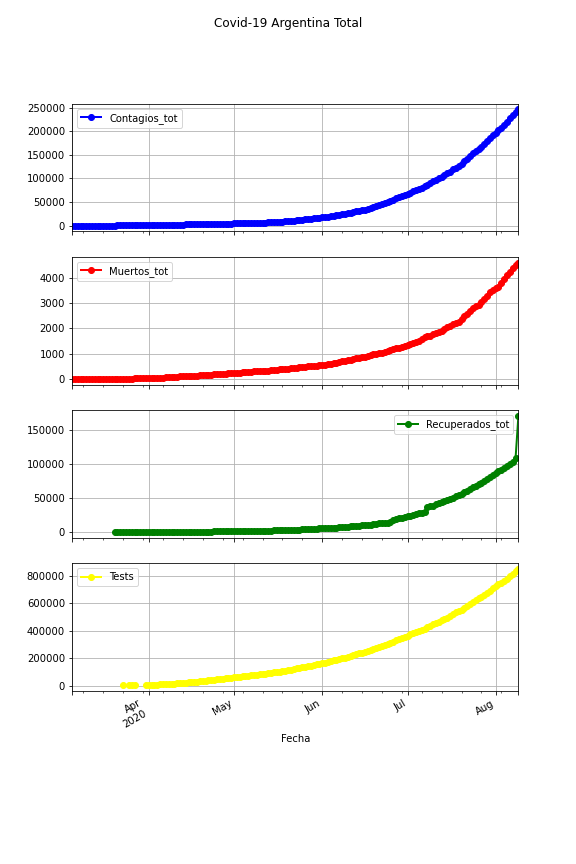 Covid-19 Argentina Total
250000
200000
150000
100000
50000
0
Contagios_tot
4000
3000
2000
1000
0
Muertos_tot
150000
100000
50000
0
Recuperados_tot
800000
600000
400000
200000
0
Tests
Apr
2020
May
Jun
Jul
Aug
Fecha